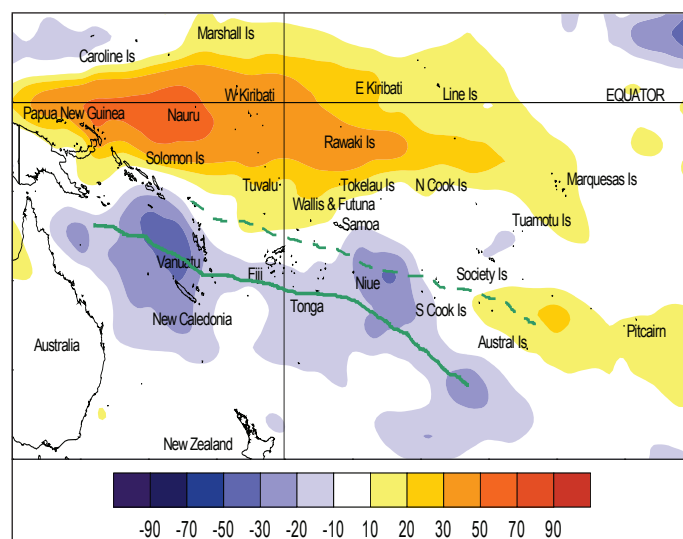 Marshall Is
Caroline Is
W Kiribati
E Kiribati
Line Is
EQUATOR
Papua New Guinea
Nauru
Rawaki Is
Solomon Is
Tuvalu
Tokelau Is
N Cook Is
Marquesas Is
Wallis & Futuna
Samoa
Tuamotu Is
Vanuatu
Fiji
Niue
Society Is
Tonga
S Cook Is
New Caledonia
Austral Is
Pitcairn
Australia
New Zealand
-90 -70 -50 -30 -20 -10 10 20 30 50 70 90